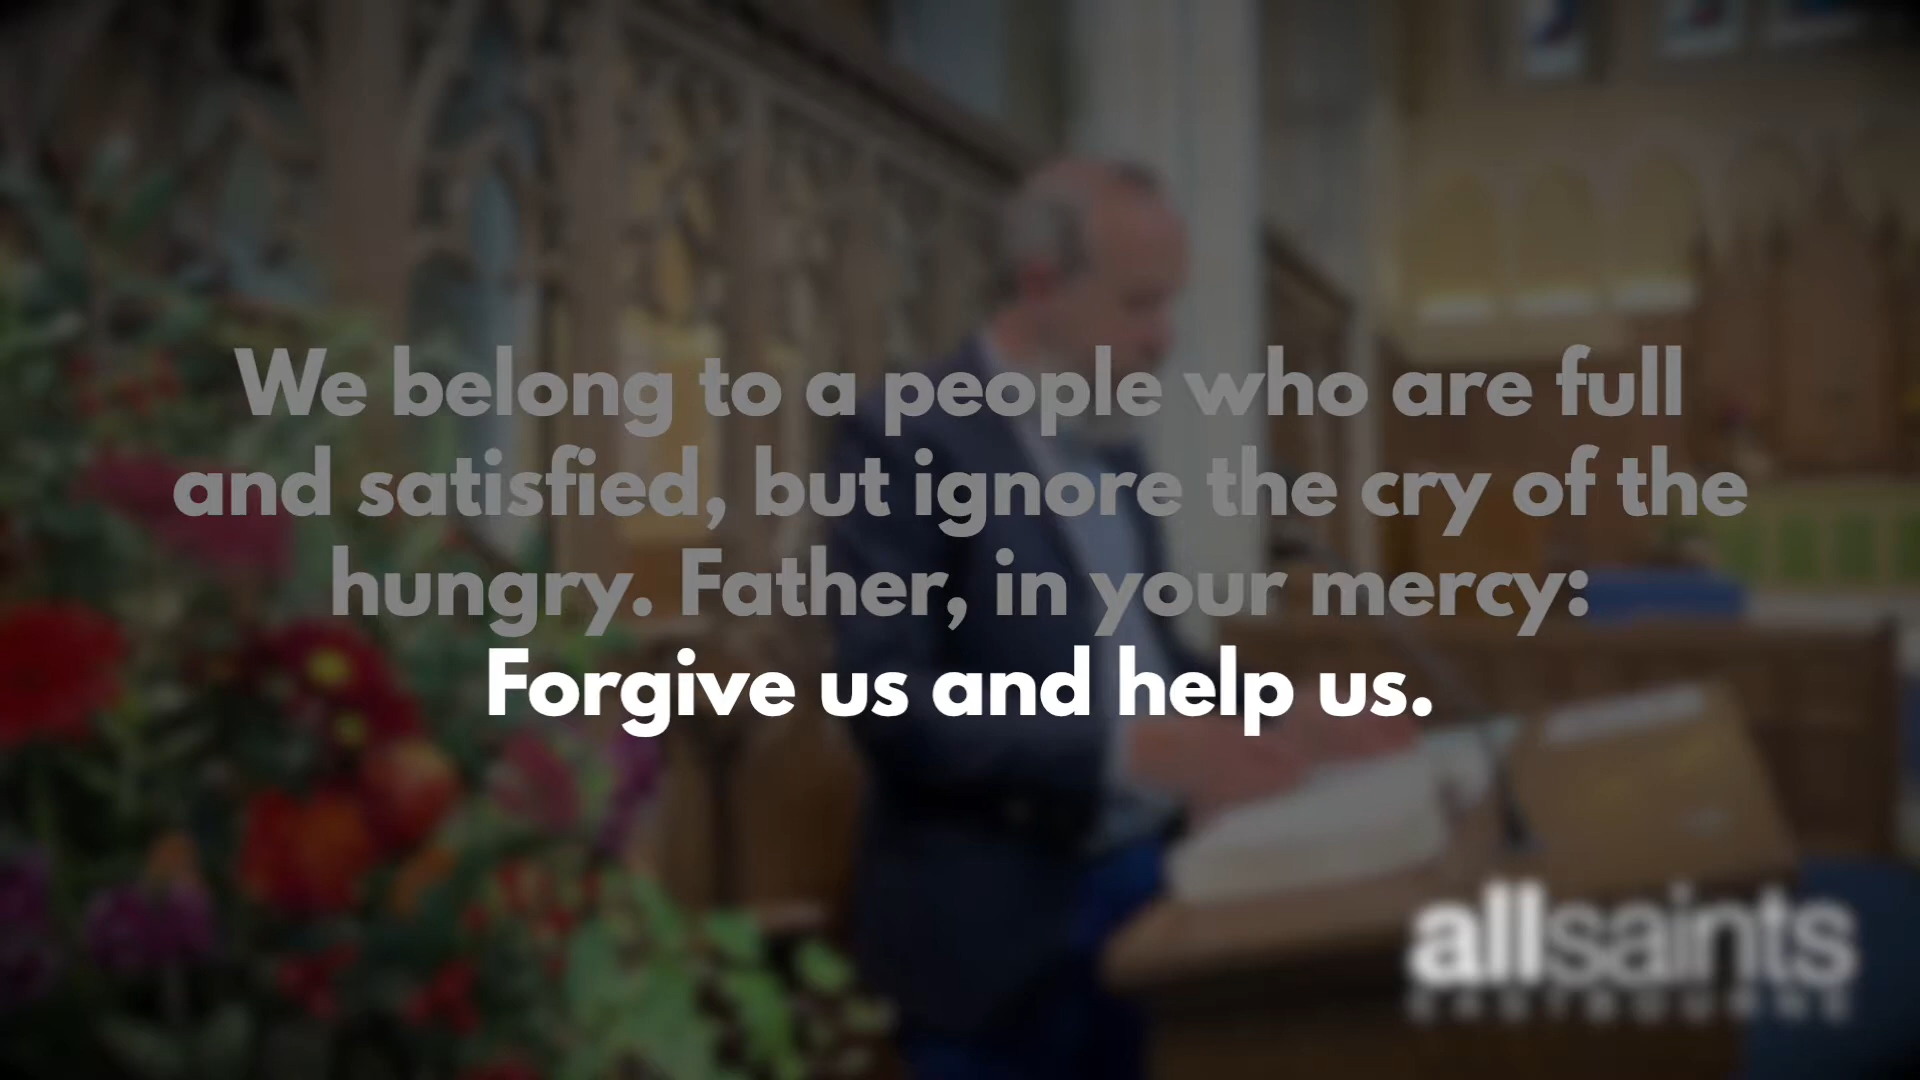 We belong to a people who are full
and satisfied, but ignore the cry of the
hungry. Father, in your mercy:
Forgive us and help us.
allsaints
EASTBOURNE